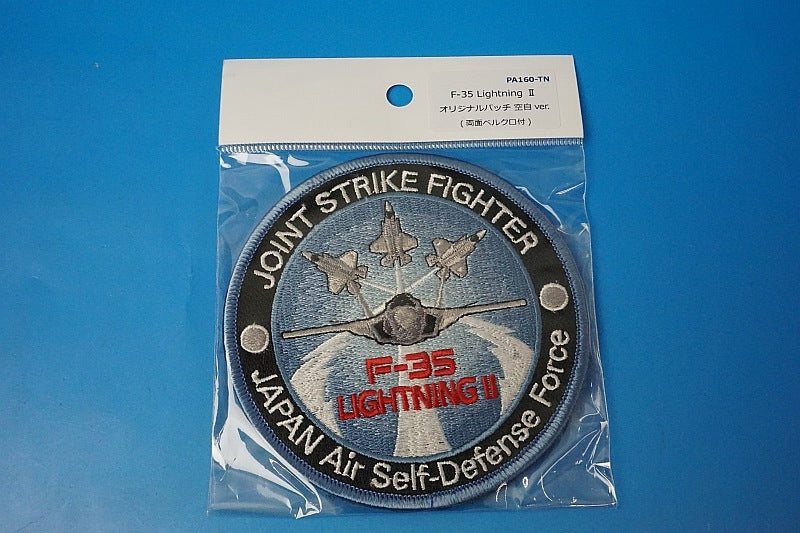 PA160-TN
F-35 Lightning Ⅱ
オリジナルパッチ 空自 ver.
(両面ベルクロ付)
JOINT STRIKE FIGHTER
F-35
LIGHTNING II
JAPAN Air Self-Defense Force